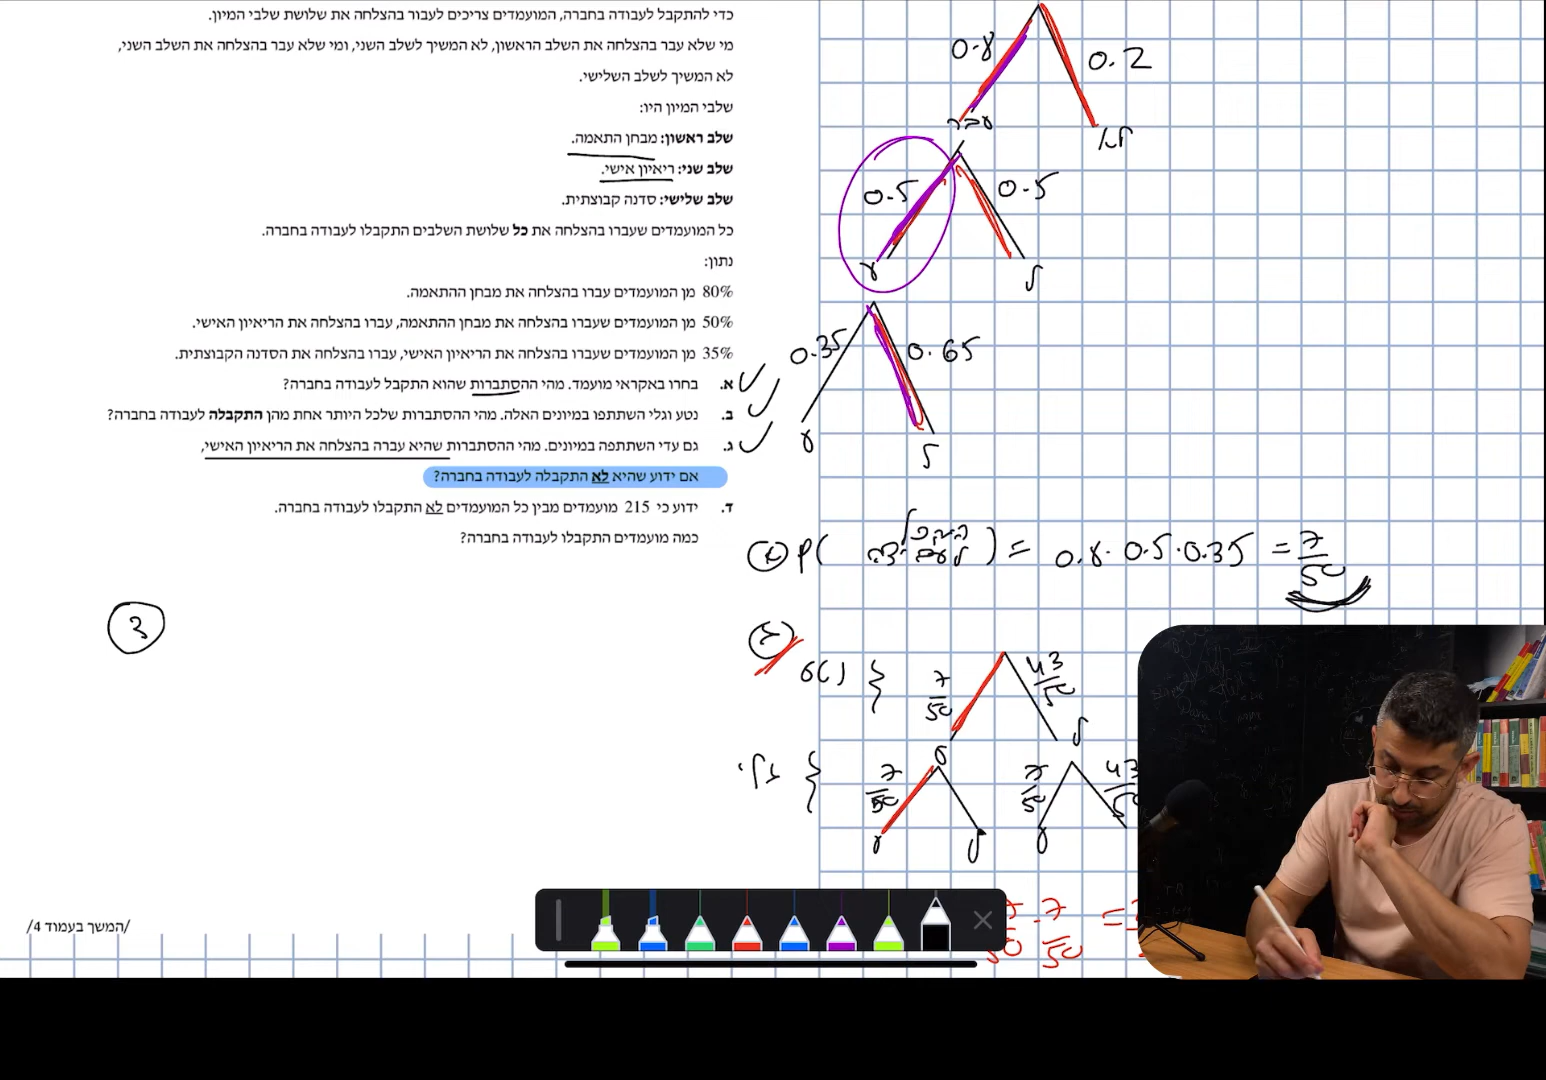 כדי להתקבל לעבודה בחברה, המועמדים צריכים לעבור בהצלחה את שלושת שלבי המיון.
מי שלא עבר בהצלחה את השלב הראשון, לא המשיך לשלב השני, ומי שלא עבר בהצלחה את השלב השני,
לא המשיך לשלב השלישי.
שלבי המיון היו:
שלב ראשון: מבחן התאמה.
שלב שני: ריאיון אישי.
שלב שלישי: סדנה קבוצתית.
כל המועמדים שעברו בהצלחה את כל שלושת השלבים התקבלו לעבודה בחברה.
נתון:
80% מן המועמדים עברו בהצלחה את מבחן ההתאמה.
50% מן המועמדים שעברו בהצלחה את מבחן ההתאמה, עברו בהצלחה את הריאיון האישי.
35% מן המועמדים שעברו בהצלחה את הריאיון האישי, עברו בהצלחה את הסדנה הקבוצתית.
א. בחרו באקראי מועמד. מהי ההסתברות שהוא התקבל לעבודה בחברה?
ב. נטע וגלי השתתפו במיונים האלה. מהי ההסתברות שלכל היותר אחת מהן התקבלה לעבודה בחברה?
ג. גם עדי השתתפה במיונים. מהי ההסתברות שהיא עברה בהצלחה את הריאיון האישי,
אם ידוע שהיא לא התקבלה לעבודה בחברה?
ד. ידוע כי 215 מועמדים מבין כל המועמדים לא התקבלו לעבודה בחברה.
כמה מועמדים התקבלו לעבודה בחברה?
3
/המשך בעמוד 4/
0.8 0.2
עבר לא
0.5 0.5
ע ל
0.35 0.65
ע ל
א P( ) = 0.8 · 0.5 · 0.35 = 7/50
ב
7/50 43/50
גלי 7/50 7/50 43/50
7/50 · 7/50 =